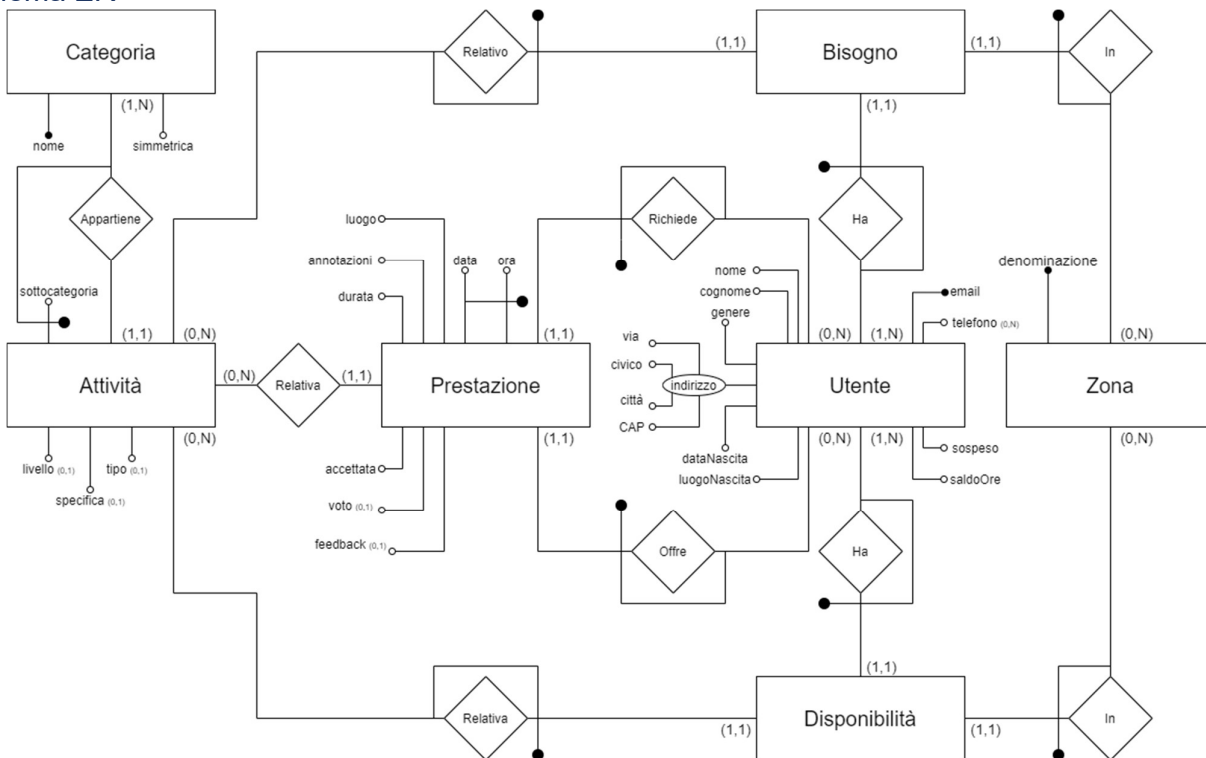 Categoria
Relativo
(1,1)
Bisogno
(1,1)
In
(1,N)
(1,1)
nome
simmetrica
Appartiene
luogo
Richiede
Ha
annotazioni
data
ora
nome
denominazione
sottocategoria
durata
cognome
email
genere
telefono (0,N)
(1,1)
(0,N)
via
(1,1)
(0,N)
(1,N)
(0,N)
Attività
(0,N)
Relativa
(1,1)
Prestazione
civico
indirizzo
Utente
Zona
città
CAP
(0,N)
(1,1)
(0,N)
(1,N)
(0,N)
livello (0,1)
tipo (0,1)
accettata
dataNascita
sospeso
specifica (0,1)
luogoNascita
saldoOre
voto (0,1)
feedback (0,1)
Offre
Ha
(1,1)
Relativa
(1,1)
Disponibilità
(1,1)
In